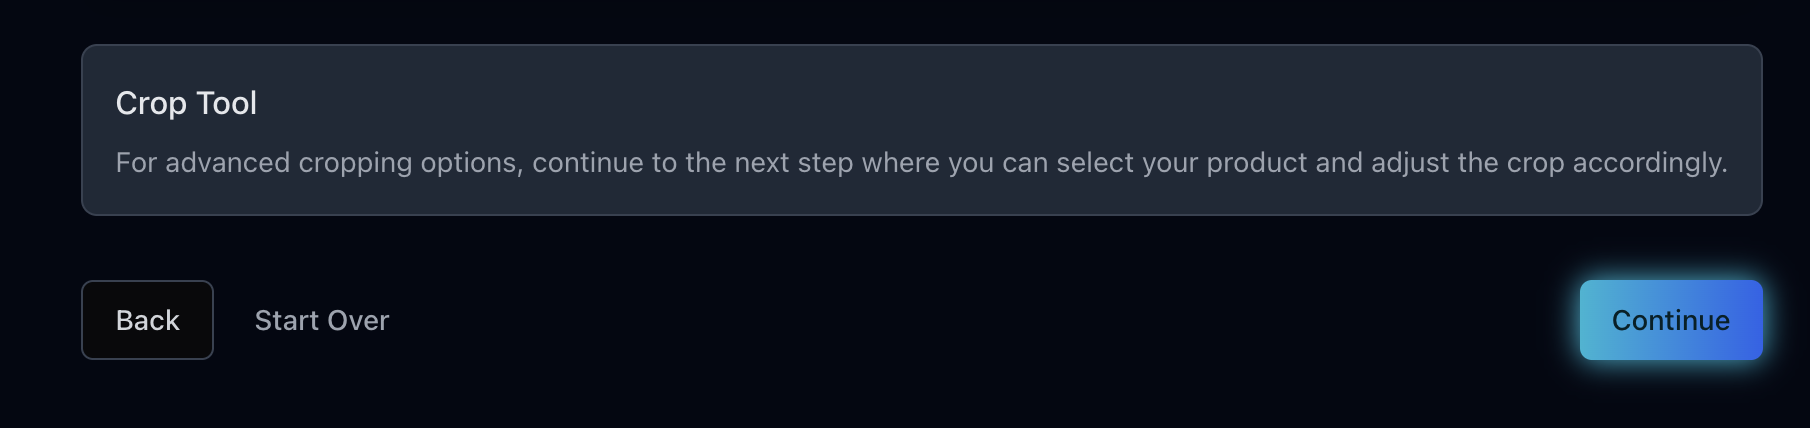 Crop Tool
For advanced cropping options, continue to the next step where you can select your product and adjust the crop accordingly.
Back
Start Over
Continue